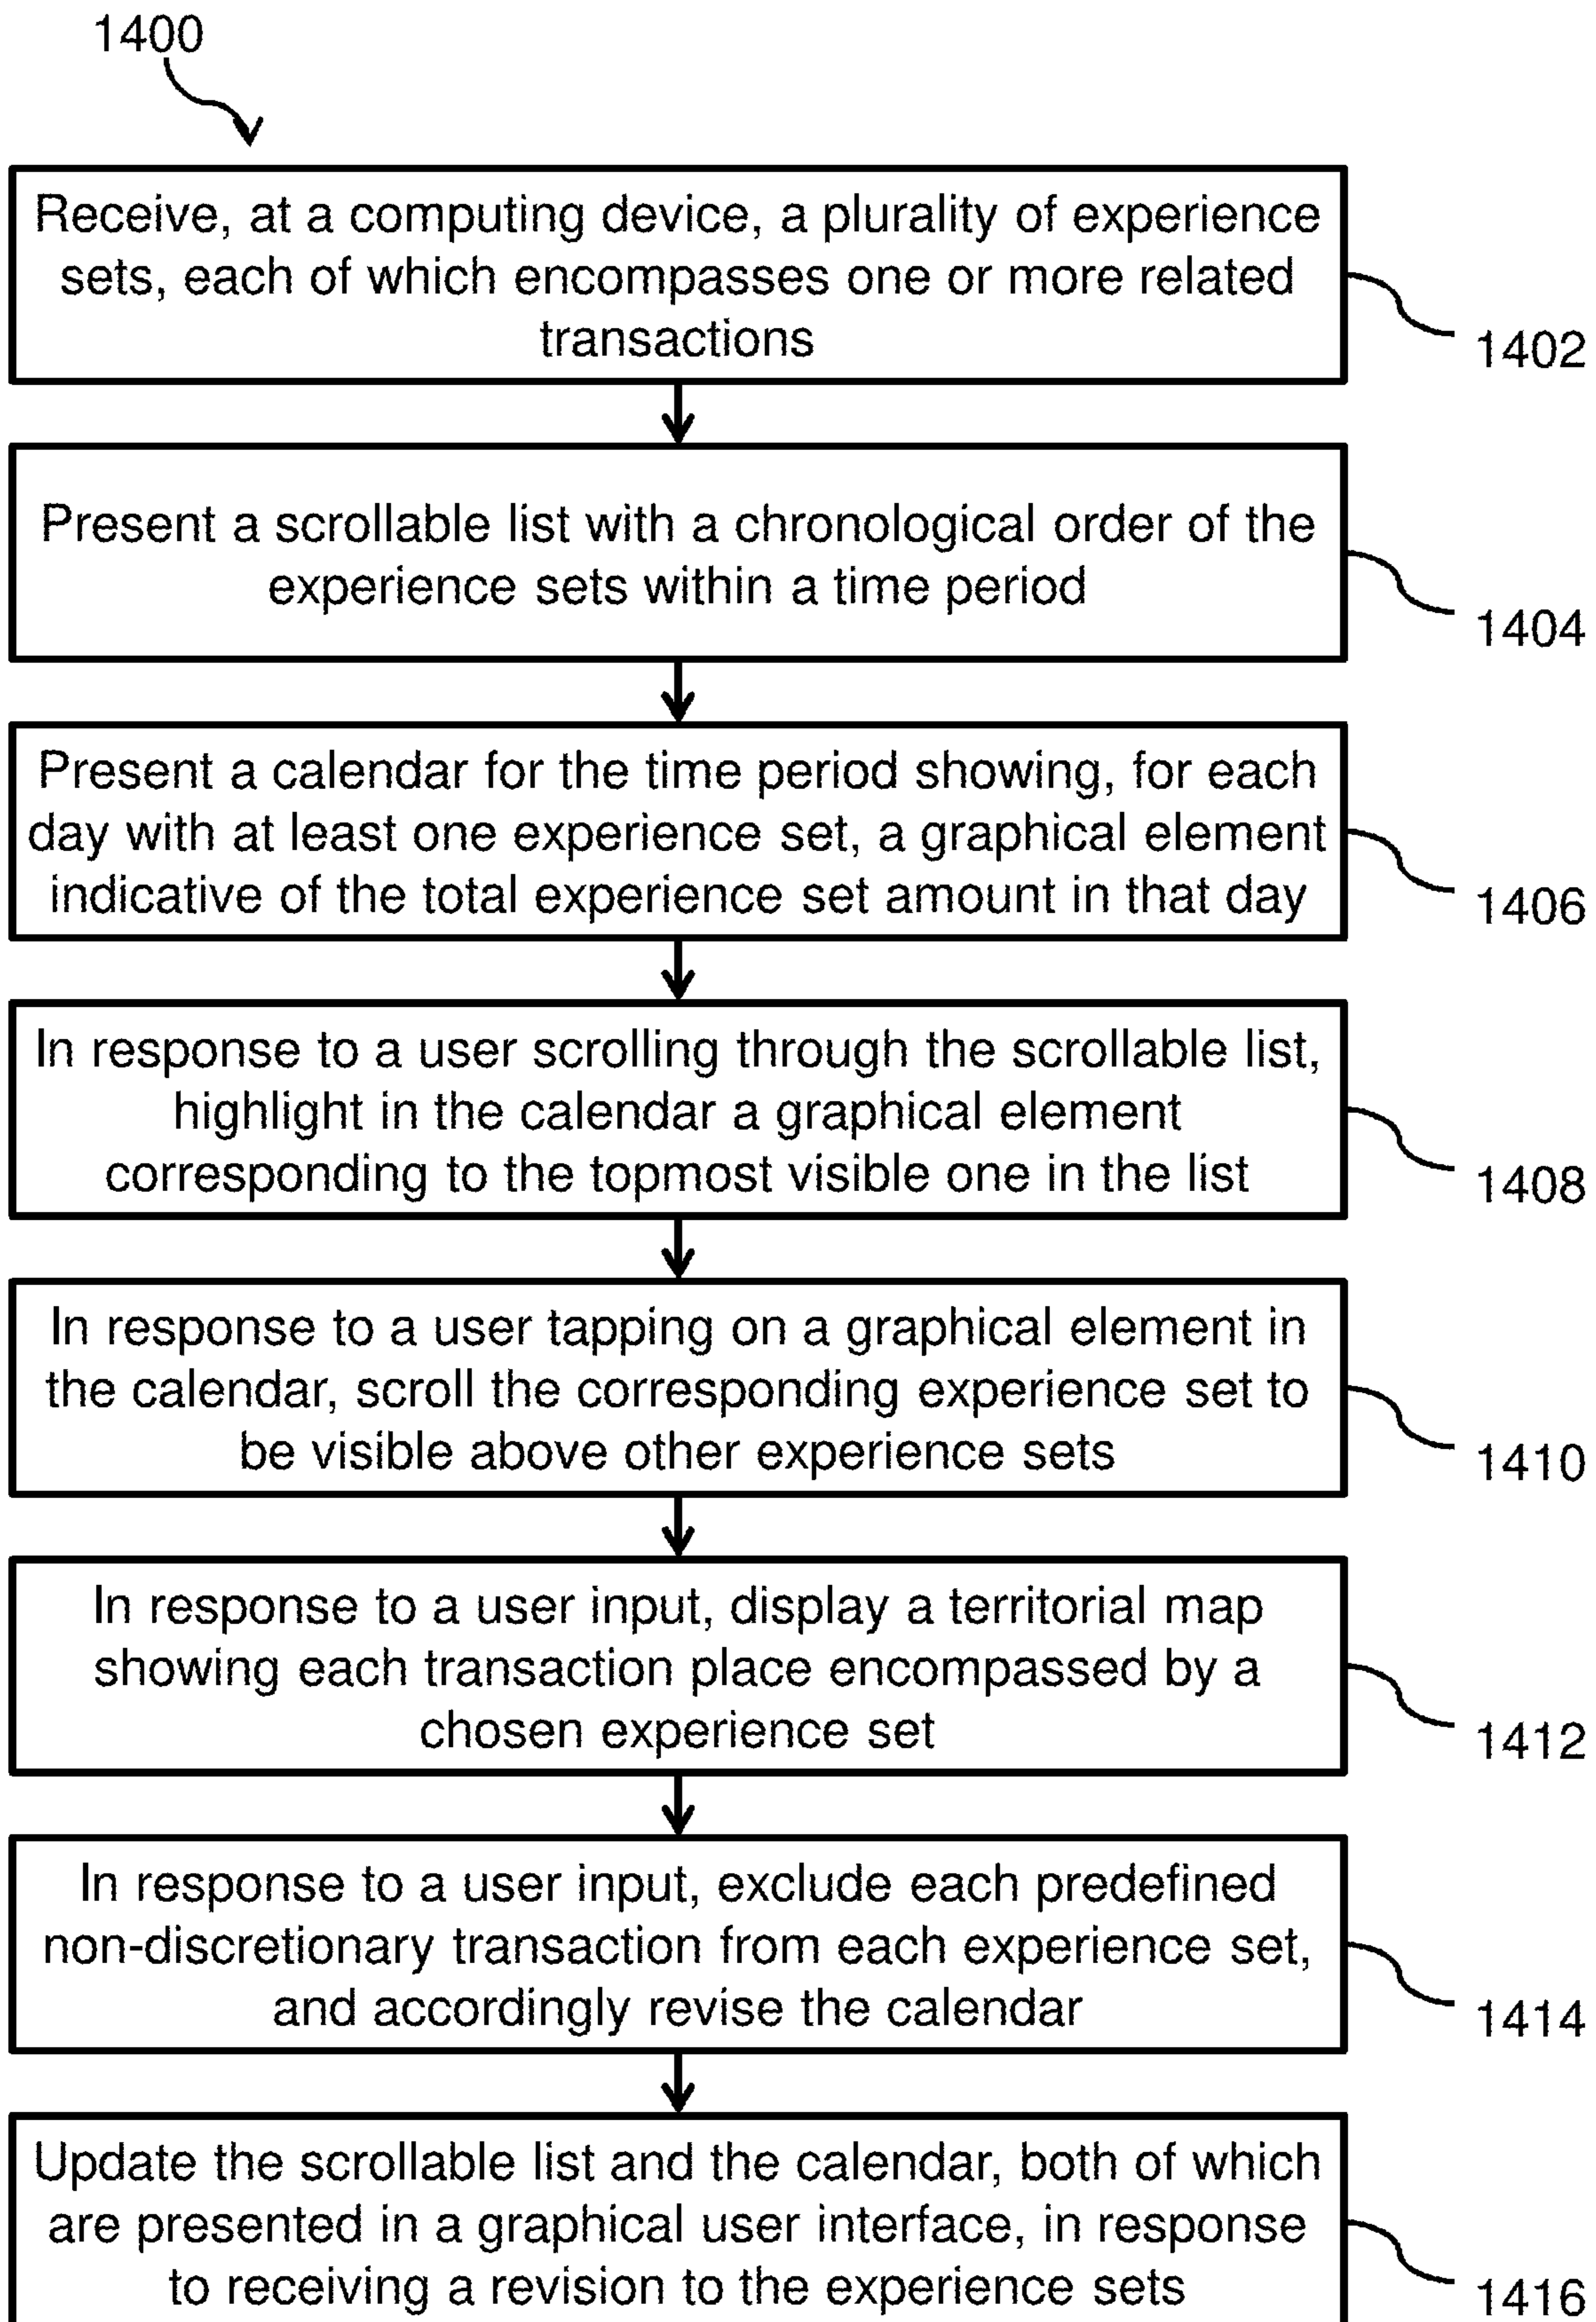 1400
Receive, at a computing device, a plurality of experience
sets, each of which encompasses one or more related
transactions
1402
Present a scrollable list with a chronological order of the
experience sets within a time period
1404
Present a calendar for the time period showing, for each
day with at least one experience set, a graphical element
indicative of the total experience set amount in that day
1406
In response to a user scrolling through the scrollable list,
highlight in the calendar a graphical element
corresponding to the topmost visible one in the list
1408
In response to a user tapping on a graphical element in
the calendar, scroll the corresponding experience set to
be visible above other experience sets
1410
In response to a user input, display a territorial map
showing each transaction place encompassed by a
chosen experience set
1412
In response to a user input, exclude each predefined
non-discretionary transaction from each experience set,
and accordingly revise the calendar
1414
Update the scrollable list and the calendar, both of which
are presented in a graphical user interface, in response
to receiving a revision to the experience sets
1416